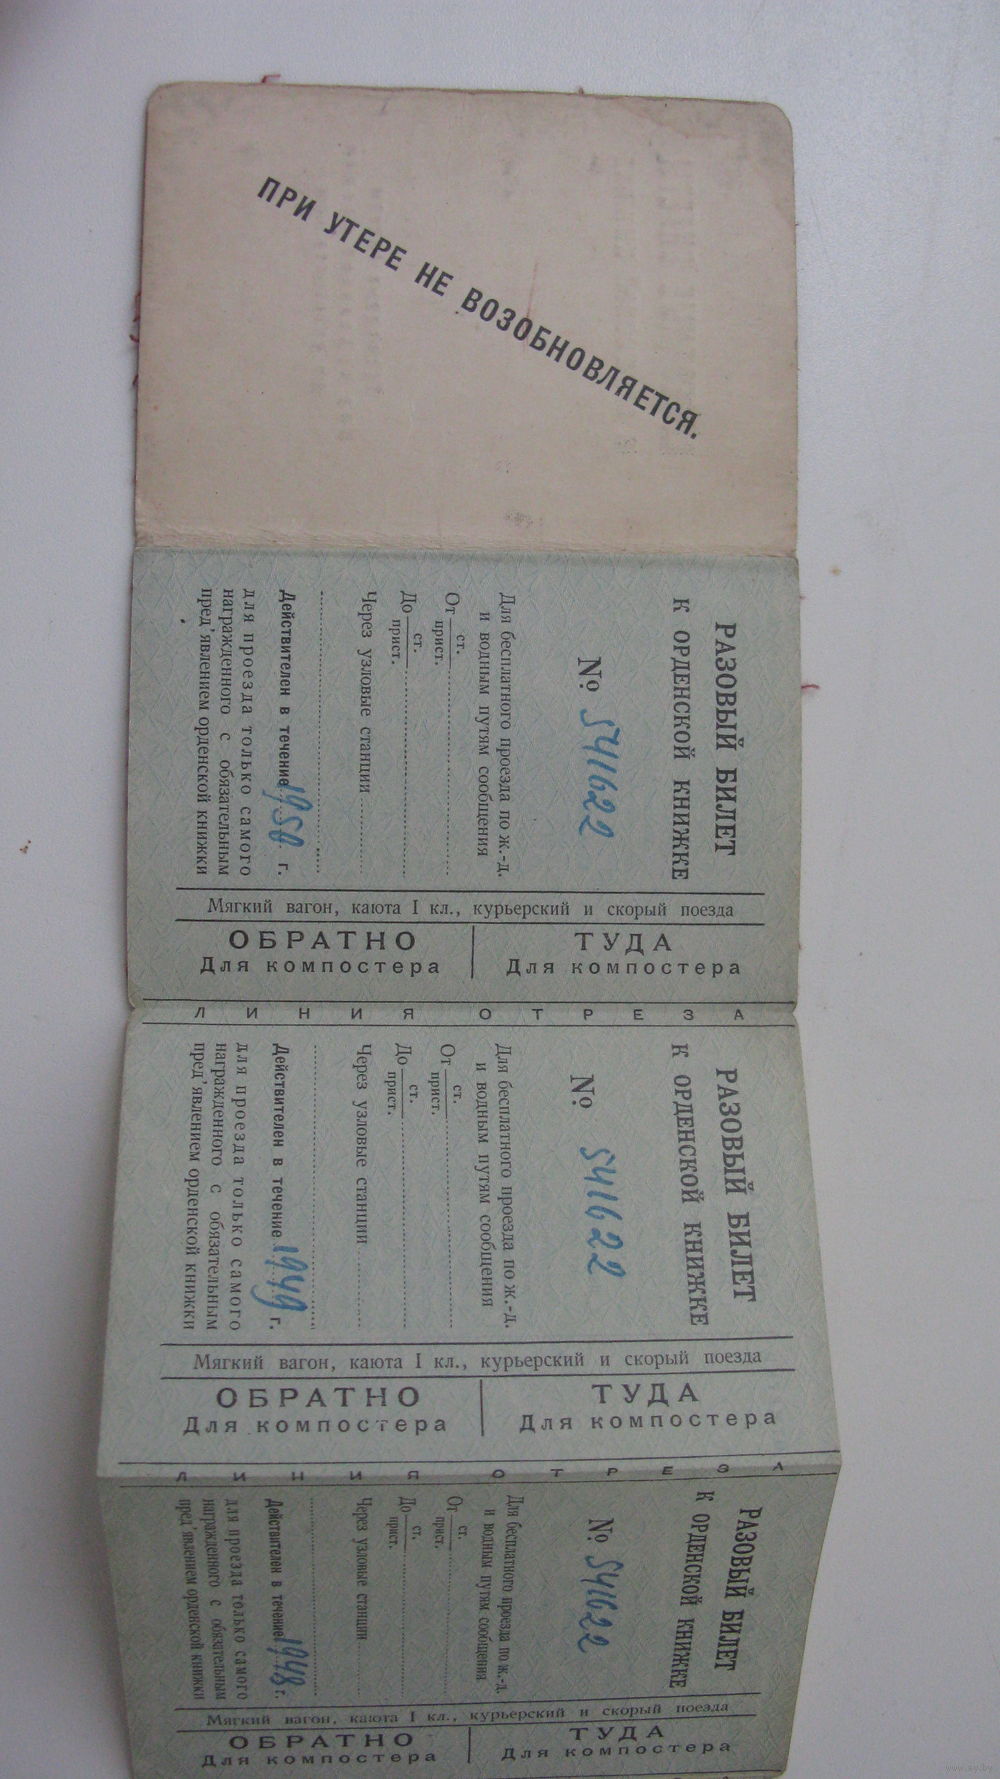 ПРИ УТЕРЕ НЕ ВОЗОБНОВЛЯЕТСЯ.
РАЗОВЫЙ БИЛЕТ
К ОРДЕНСКОЙ КНИЖКЕ
№ 541622
Для бесплатного проезда по ж.-д.
и водным путям сообщения
От ст. прист.
До ст. прист.
Через узловые станции
Действителен в течение 1950 г.
для проезда только самого
награжденного с обязательным
пред'явлением орденской книжки
Мягкий вагон, каюта I кл., курьерский и скорый поезда
ОБРАТНО ТУДА
Для компостера Для компостера
ЛИНИЯ ОТРЕЗА
РАЗОВЫЙ БИЛЕТ
К ОРДЕНСКОЙ КНИЖКЕ
№ 541622
Для бесплатного проезда по ж.-д.
и водным путям сообщения
От ст. прист.
До ст. прист.
Через узловые станции
Действителен в течение 1949 г.
для проезда только самого
награжденного с обязательным
пред'явлением орденской книжки
Мягкий вагон, каюта I кл., курьерский и скорый поезда
ОБРАТНО ТУДА
Для компостера Для компостера
ЛИНИЯ ОТРЕЗА
РАЗОВЫЙ БИЛЕТ
К ОРДЕНСКОЙ КНИЖКЕ
№ 541622
Для бесплатного проезда по ж.-д.
и водным путям сообщения
От ст. прист.
До ст. прист.
Через узловые станции
Действителен в течение 1948 г.
для проезда только самого
награжденного с обязательным
пред'явлением орденской книжки
Мягкий вагон, каюта I кл., курьерский и скорый поезда
ОБРАТНО ТУДА
Для компостера Для компостера
www.ay.by